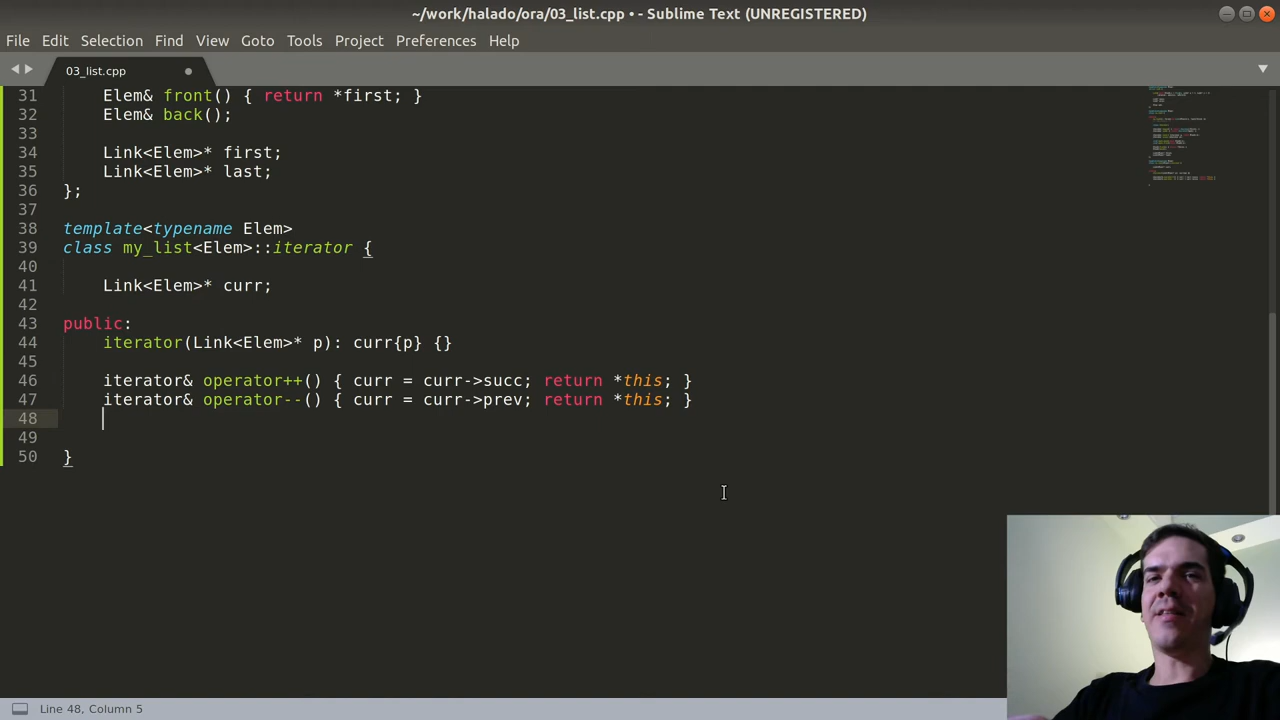 ~/work/halado/ora/03_list.cpp • - Sublime Text (UNREGISTERED)
File Edit Selection Find View Goto Tools Project Preferences Help
03_list.cpp
31 Elem& front() { return *first; }
32 Elem& back();
33
34 Link<Elem>* first;
35 Link<Elem>* last;
36 };
37
38 template<typename Elem>
39 class my_list<Elem>::iterator {
40
41 Link<Elem>* curr;
42
43 public:
44 iterator(Link<Elem>* p): curr{p} {}
45
46 iterator& operator++() { curr = curr->succ; return *this; }
47 iterator& operator--() { curr = curr->prev; return *this; }
48
49
50 }
Line 48, Column 5